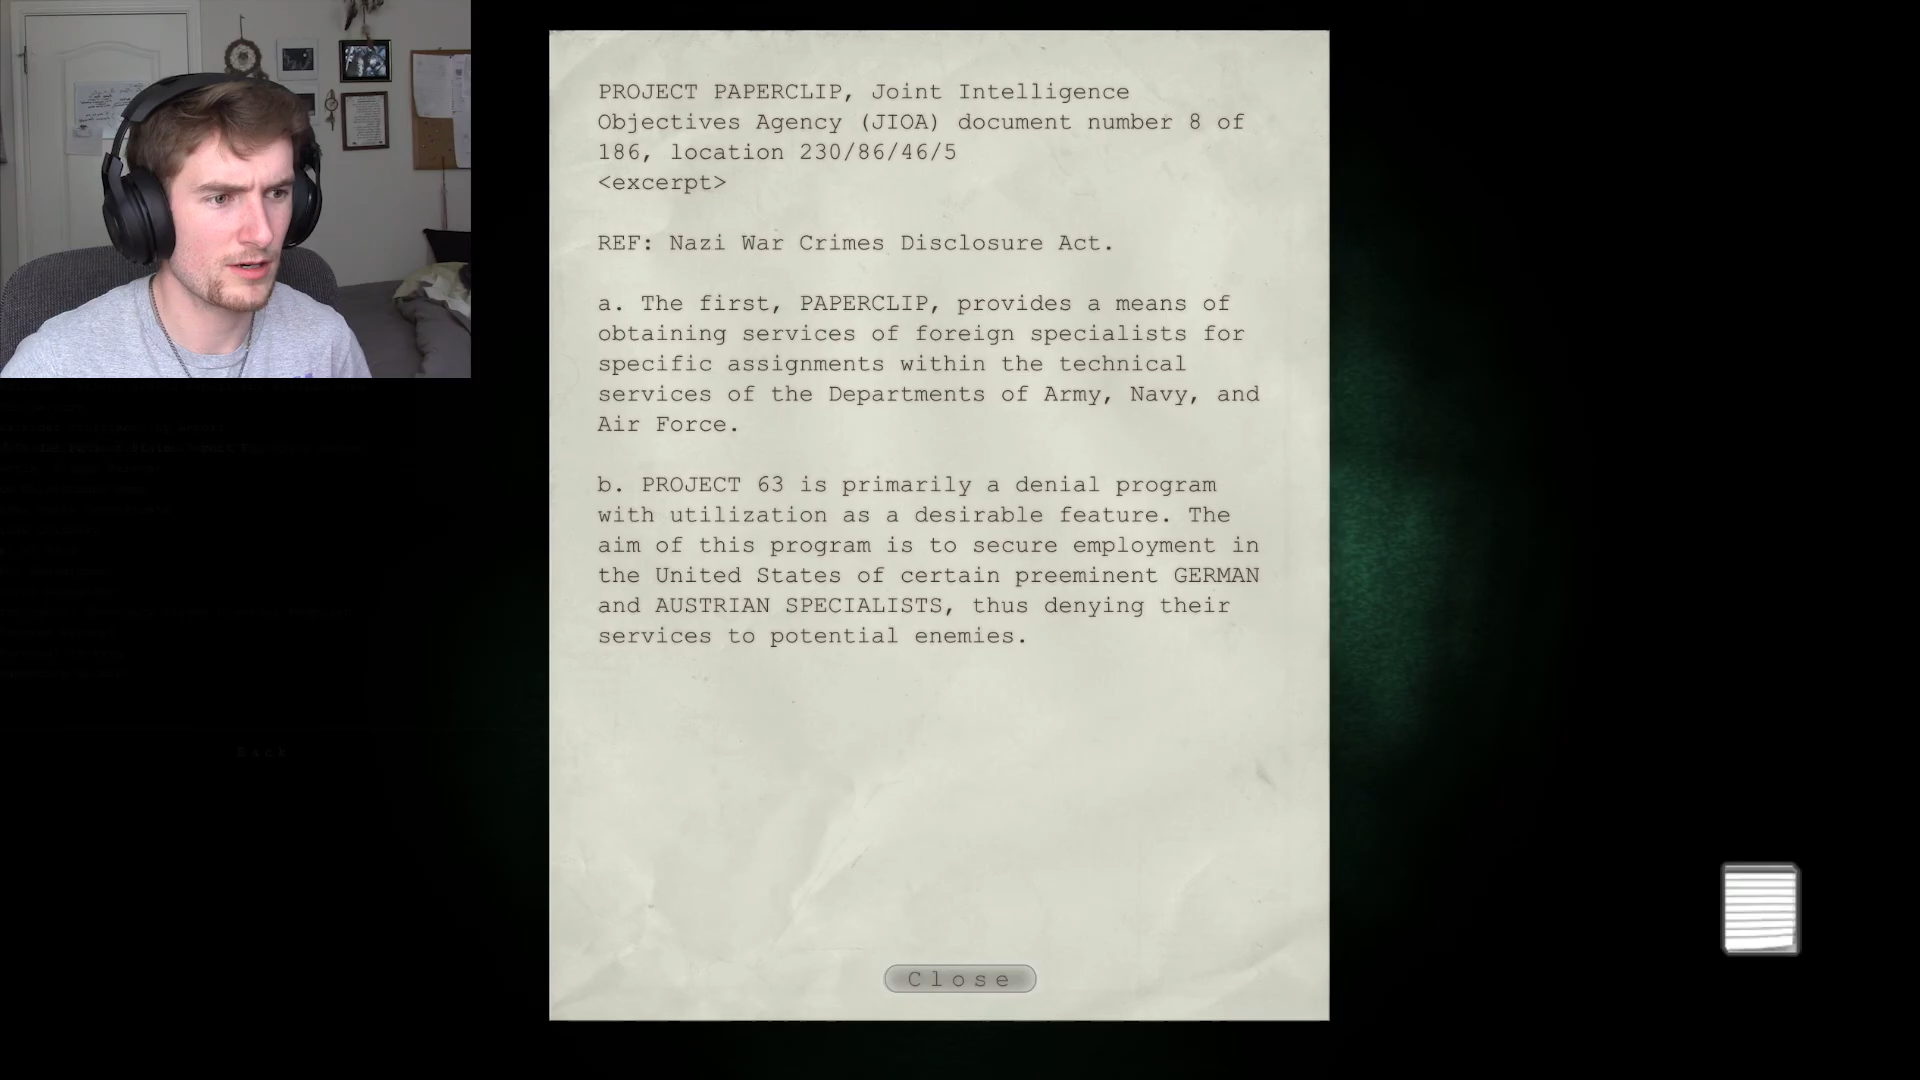 PROJECT PAPERCLIP, Joint Intelligence
Objectives Agency (JIOA) document number 8 of
186, location 230/86/46/5
<excerpt>
REF: Nazi War Crimes Disclosure Act.
a. The first, PAPERCLIP, provides a means of
obtaining services of foreign specialists for
specific assignments within the technical
services of the Departments of Army, Navy, and
Air Force.
b. PROJECT 63 is primarily a denial program
with utilization as a desirable feature. The
aim of this program is to secure employment in
the United States of certain preeminent GERMAN
and AUSTRIAN SPECIALISTS, thus denying their
services to potential enemies.
Back
Close